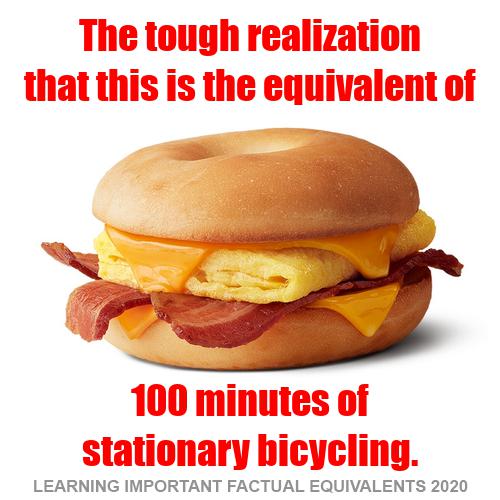 The tough realization
that this is the equivalent of
100 minutes of
stationary bicycling.
LEARNING IMPORTANT FACTUAL EQUIVALENTS 2020